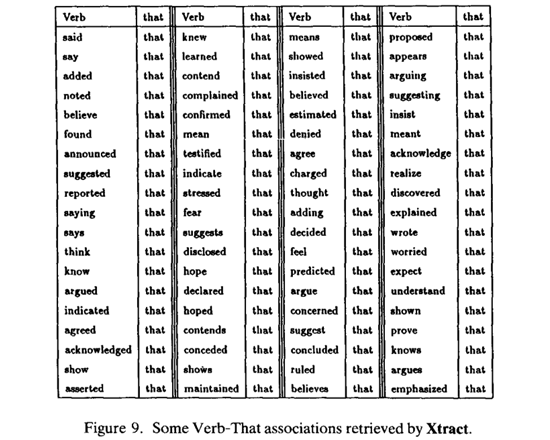 Verb that Verb that Verb that Verb that
said that knew that means that proposed that
say that learned that showed that appears that
added that contend that insisted that arguing that
noted that complained that believed that suggesting that
believe that confirmed that estimated that insist that
found that mean that denied that meant that
announced that testified that agree that acknowledge that
suggested that indicate that charged that realize that
reported that stressed that thought that discovered that
saying that fear that adding that explained that
says that suggests that decided that wrote that
think that disclosed that feel that worried that
know that hope that predicted that expect that
argued that declared that argue that understand that
indicated that hoped that concerned that shown that
agreed that contends that suggest that prove that
acknowledged that conceded that concluded that knows that
show that shows that ruled that argues that
asserted that maintained that believes that emphasized that
Figure 9. Some Verb-That associations retrieved by Xtract.